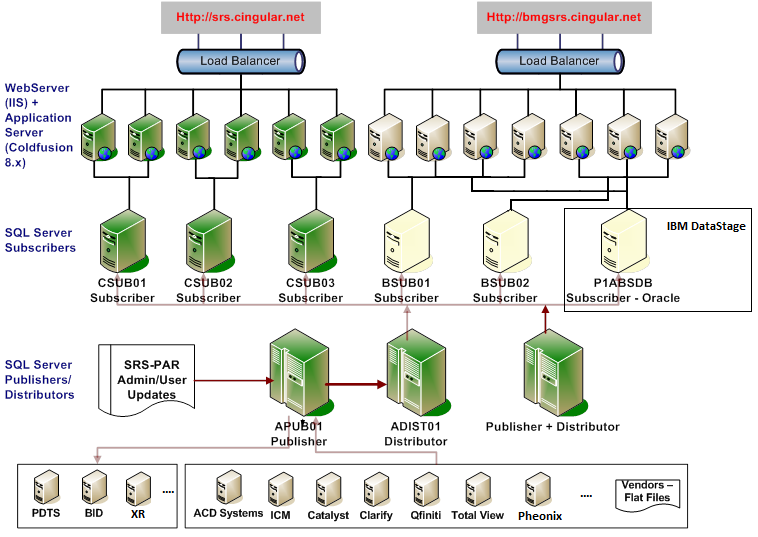 Http://srs.cingular.net
Http://bmgsrs.cingular.net
Load Balancer
Load Balancer
WebServer
(IIS) +
Application
Server
(Coldfusion
8.x)
SQL Server
Subscribers
IBM DataStage
CSUB01
Subscriber
CSUB02
Subscriber
CSUB03
Subscriber
BSUB01
Subscriber
BSUB02
Subscriber
P1ABSDB
Subscriber - Oracle
SQL Server
Publishers/
Distributors
SRS-PAR
Admin/User
Updates
APUB01
Publisher
ADIST01
Distributor
Publisher + Distributor
PDTS
BID
XR
....
ACD Systems
ICM
Catalyst
Clarify
Qfiniti
Total View
Pheonix
....
Vendors –
Flat Files